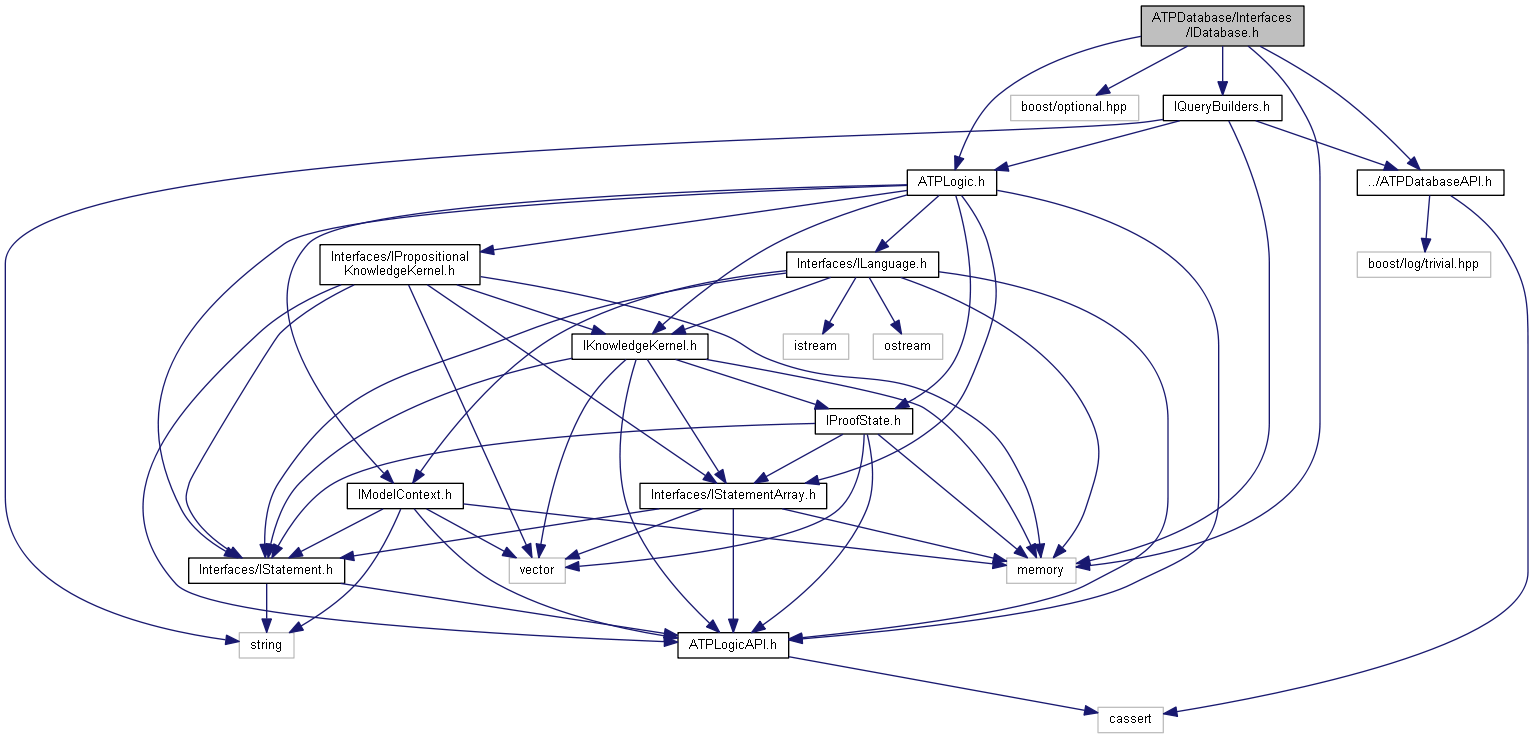 ATPDatabase/Interfaces
/IDatabase.h
boost/optional.hpp
IQueryBuilders.h
ATPLogic.h
../ATPDatabaseAPI.h
Interfaces/IPropositional
KnowledgeKernel.h
Interfaces/ILanguage.h
boost/log/trivial.hpp
IKnowledgeKernel.h
istream
ostream
IProofState.h
IModelContext.h
Interfaces/IStatementArray.h
Interfaces/IStatement.h
vector
memory
string
ATPLogicAPI.h
cassert